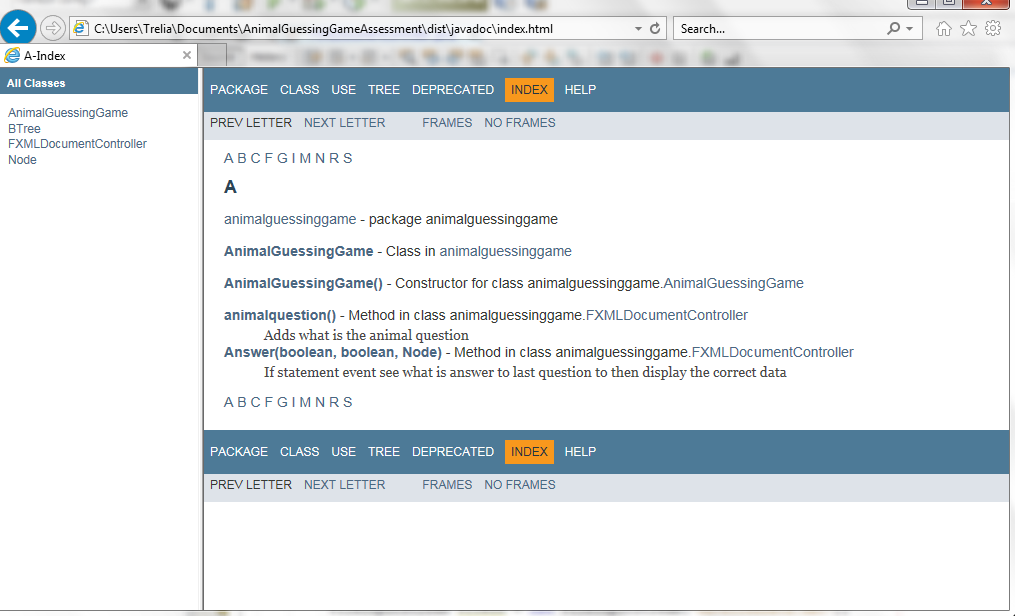 C:\Users\Trelia\Documents\AnimalGuessingGameAssessment\dist\javadoc\index.html
Search...
A-Index
All Classes
AnimalGuessingGame
BTree
FXMLDocumentController
Node
PACKAGE CLASS USE TREE DEPRECATED INDEX HELP
PREV LETTER NEXT LETTER FRAMES NO FRAMES
A B C F G I M N R S
A
animalguessinggame - package animalguessinggame
AnimalGuessingGame - Class in animalguessinggame
AnimalGuessingGame() - Constructor for class animalguessinggame.AnimalGuessingGame
animalquestion() - Method in class animalguessinggame.FXMLDocumentController
Adds what is the animal question
Answer(boolean, boolean, Node) - Method in class animalguessinggame.FXMLDocumentController
If statement event see what is answer to last question to then display the correct data
A B C F G I M N R S
PACKAGE CLASS USE TREE DEPRECATED INDEX HELP
PREV LETTER NEXT LETTER FRAMES NO FRAMES